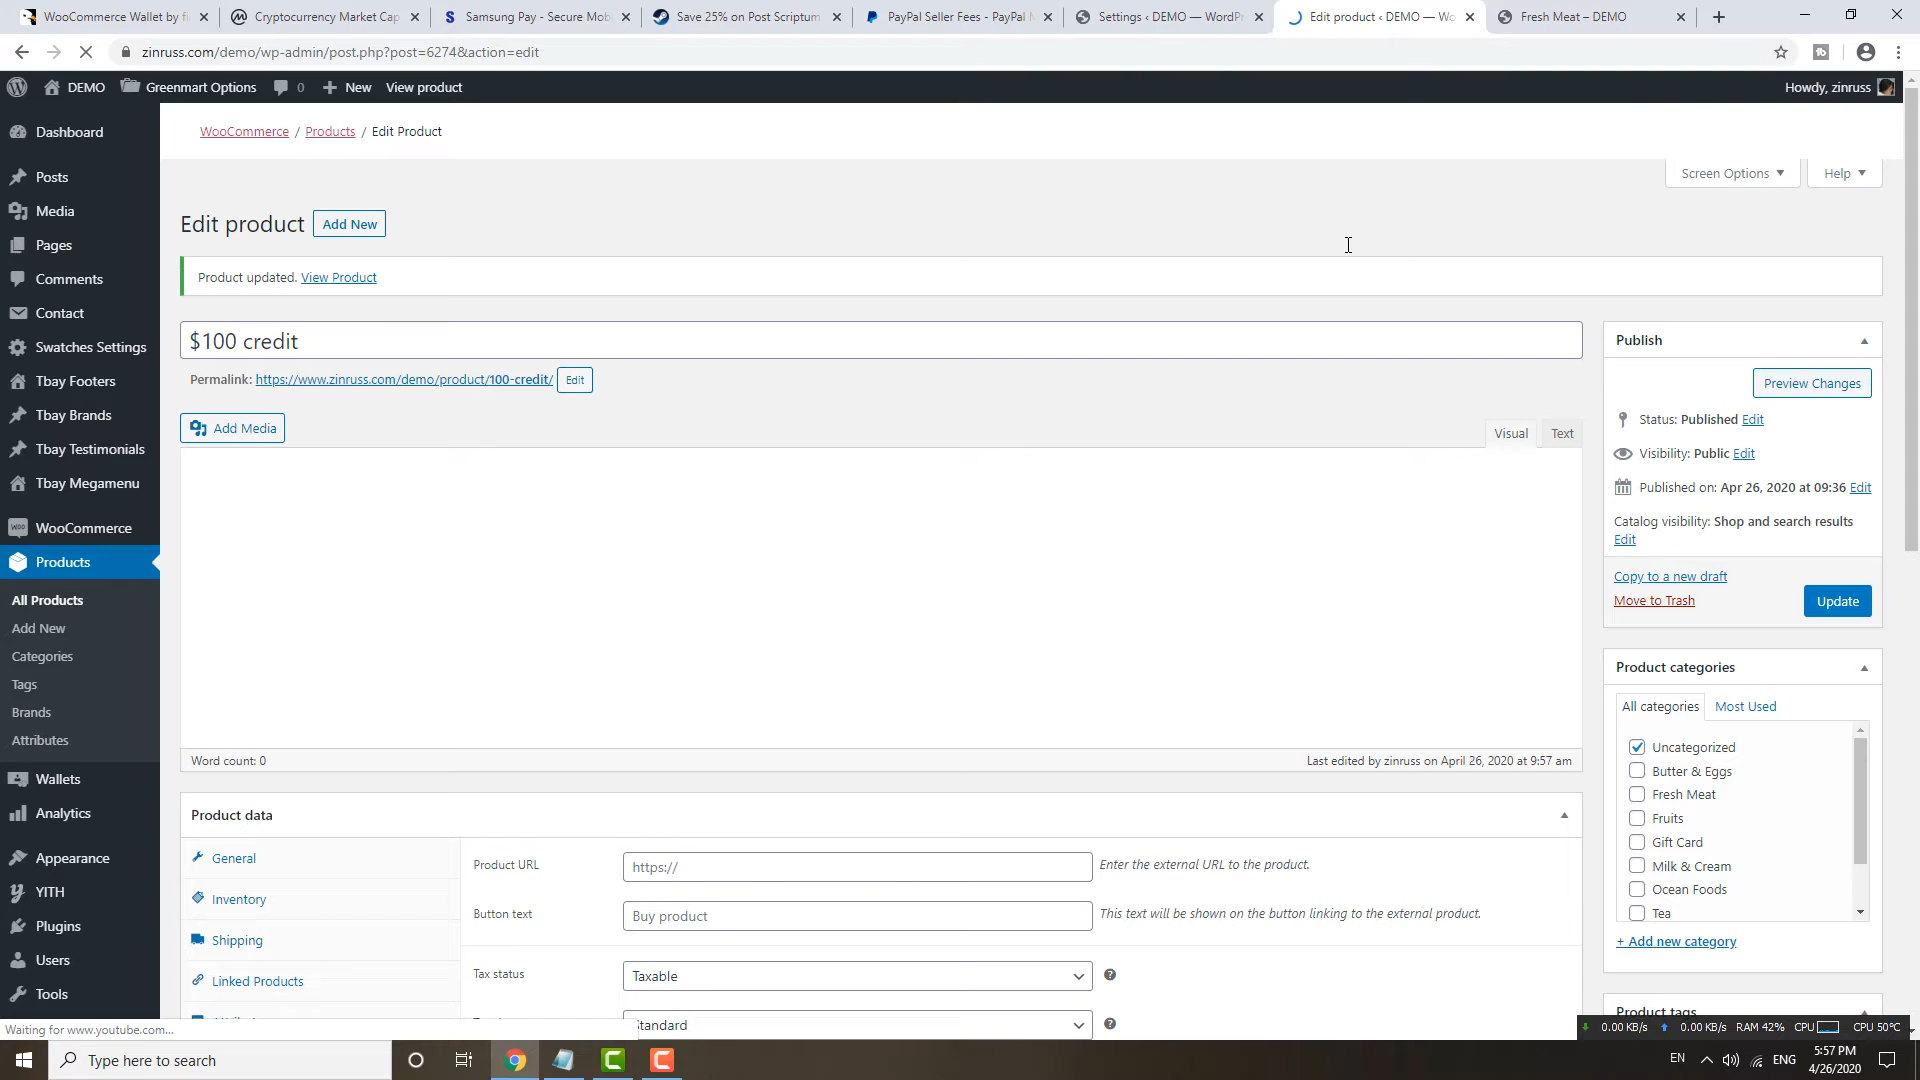 WooCommerce Wallet by fi
Cryptocurrency Market Cap
Samsung Pay - Secure Mob
Save 25% on Post Scriptum
PayPal Seller Fees - PayPal M
Settings ‹ DEMO — WordPr
Edit product ‹ DEMO — Wo
Fresh Meat – DEMO
zinruss.com/demo/wp-admin/post.php?post=6274&action=edit
DEMO
Greenmart Options
0
New
View product
Howdy, zinruss
Dashboard
Posts
Media
Pages
Comments
Contact
Swatches Settings
Tbay Footers
Tbay Brands
Tbay Testimonials
Tbay Megamenu
WooCommerce
Products
All Products
Add New
Categories
Tags
Brands
Attributes
Wallets
Analytics
Appearance
YITH
Plugins
Users
Tools
WooCommerce / Products / Edit Product
Screen Options
Help
Edit product
Add New
Product updated. View Product
$100 credit
Permalink: https://www.zinruss.com/demo/product/100-credit/ Edit
Add Media
Visual
Text
Word count: 0
Last edited by zinruss on April 26, 2020 at 9:57 am
Product data
General
Inventory
Shipping
Linked Products
Product URL
https://
Enter the external URL to the product.
Button text
Buy product
This text will be shown on the button linking to the external product.
Tax status
Taxable
Standard
Publish
Preview Changes
Status: Published Edit
Visibility: Public Edit
Published on: Apr 26, 2020 at 09:36 Edit
Catalog visibility: Shop and search results
Edit
Copy to a new draft
Move to Trash
Update
Product categories
All categories
Most Used
Uncategorized
Butter & Eggs
Fresh Meat
Fruits
Gift Card
Milk & Cream
Ocean Foods
Tea
+ Add new category
Product tags
Waiting for www.youtube.com...
0.00 KB/s
0.00 KB/s
RAM 42%
CPU
CPU 50°C
Type here to search
EN
ENG
5:57 PM
4/26/2020